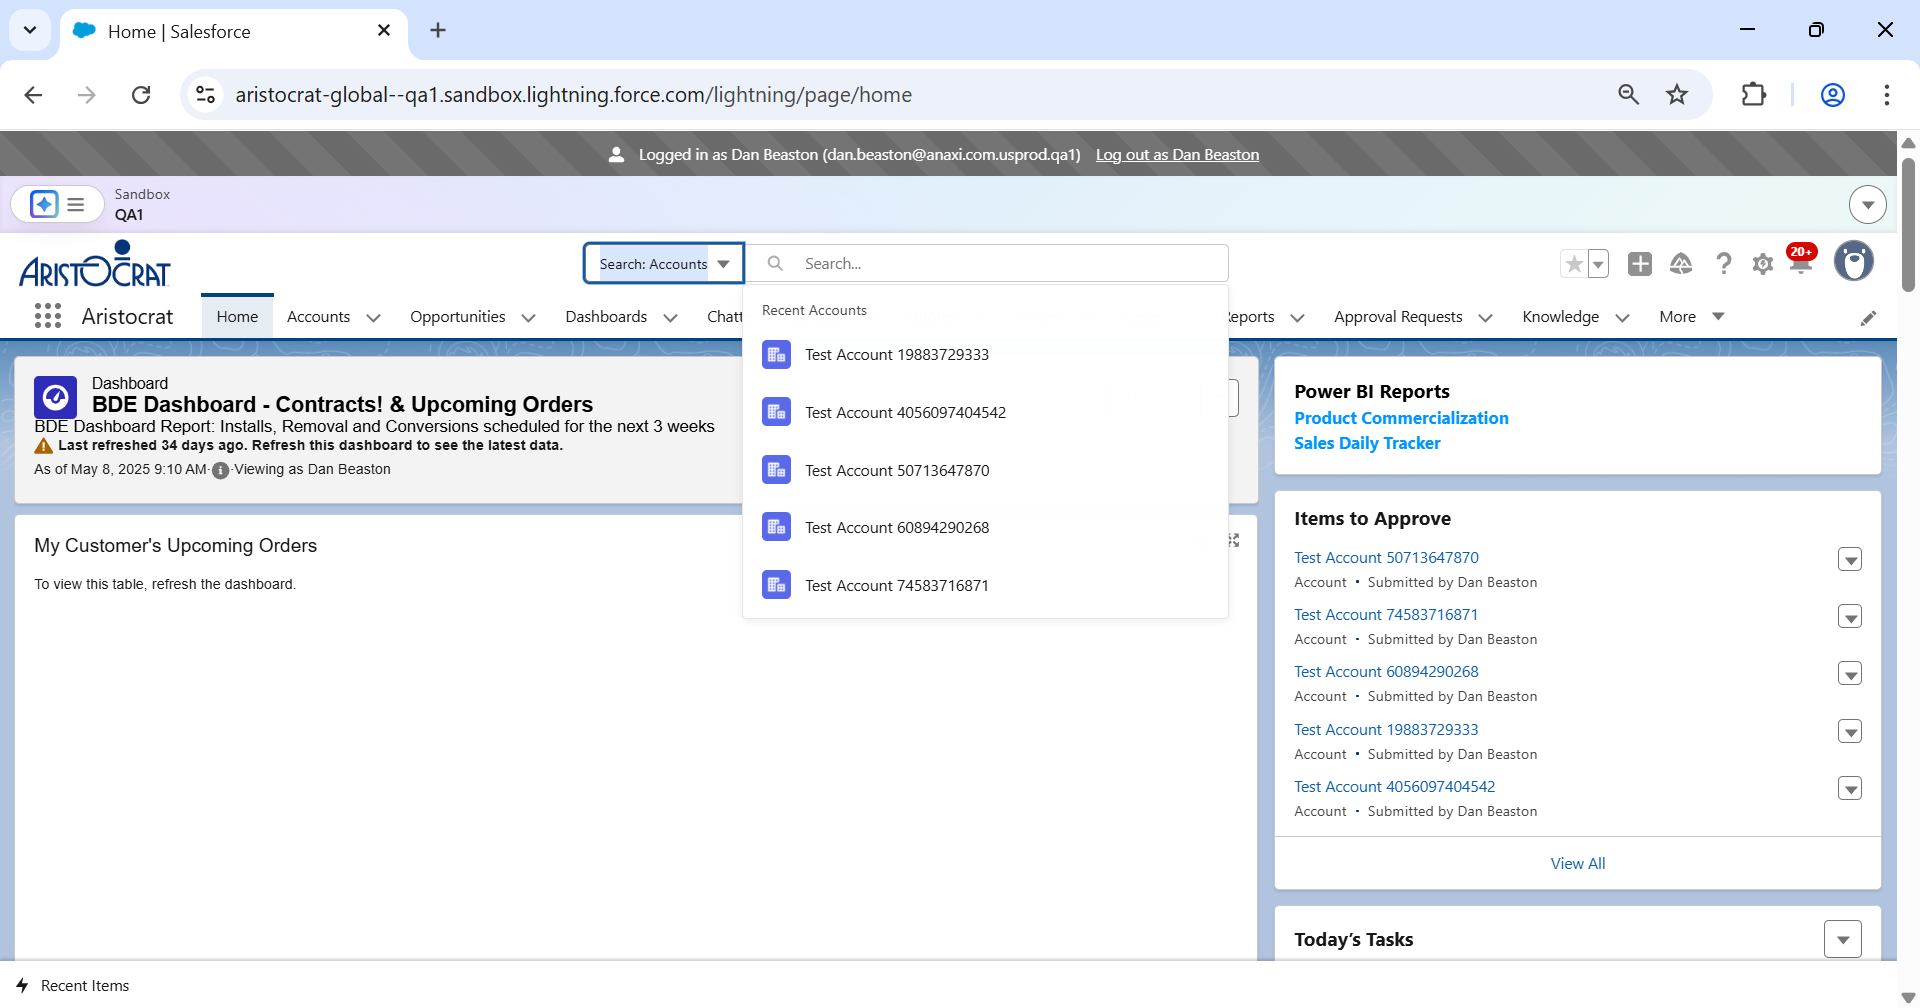 Home | Salesforce
aristocrat-global--qa1.sandbox.lightning.force.com/lightning/page/home
Logged in as Dan Beaston (dan.beaston@anaxi.com.usprod.qa1) Log out as Dan Beaston
Sandbox
QA1
ARISTOCRAT
Search: Accounts
Search...
20+
Aristocrat
Home
Accounts
Opportunities
Dashboards
Chatt
eports
Approval Requests
Knowledge
More
Recent Accounts
Test Account 19883729333
Test Account 4056097404542
Test Account 50713647870
Test Account 60894290268
Test Account 74583716871
Dashboard
BDE Dashboard - Contracts! & Upcoming Orders
BDE Dashboard Report: Installs, Removal and Conversions scheduled for the next 3 weeks
Last refreshed 34 days ago. Refresh this dashboard to see the latest data.
As of May 8, 2025 9:10 AM·Viewing as Dan Beaston
My Customer's Upcoming Orders
To view this table, refresh the dashboard.
Power BI Reports
Product Commercialization
Sales Daily Tracker
Items to Approve
Test Account 50713647870
Account • Submitted by Dan Beaston
Test Account 74583716871
Account • Submitted by Dan Beaston
Test Account 60894290268
Account • Submitted by Dan Beaston
Test Account 19883729333
Account • Submitted by Dan Beaston
Test Account 4056097404542
Account • Submitted by Dan Beaston
View All
Today's Tasks
Recent Items